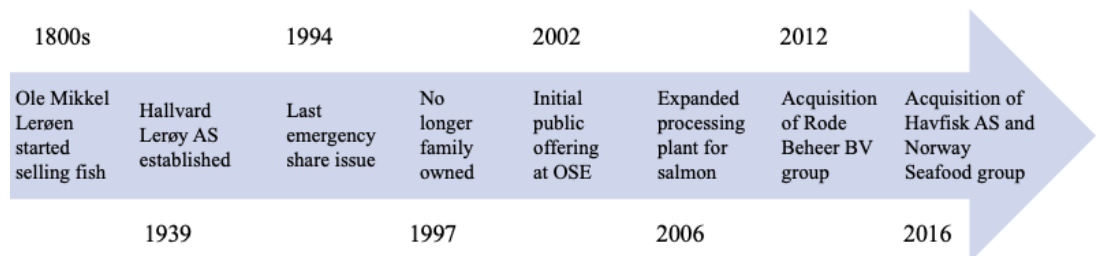 1800s
1994
2002
2012
Ole Mikkel
Lerøen
started
selling fish
Hallvard
Lerøy AS
established
Last
emergency
share issue
No
longer
family
owned
Initial
public
offering
at OSE
Expanded
processing
plant for
salmon
Acquisition
of Rode
Beheer BV
group
Acquisition of
Havfisk AS and
Norway
Seafood group
1939
1997
2006
2016